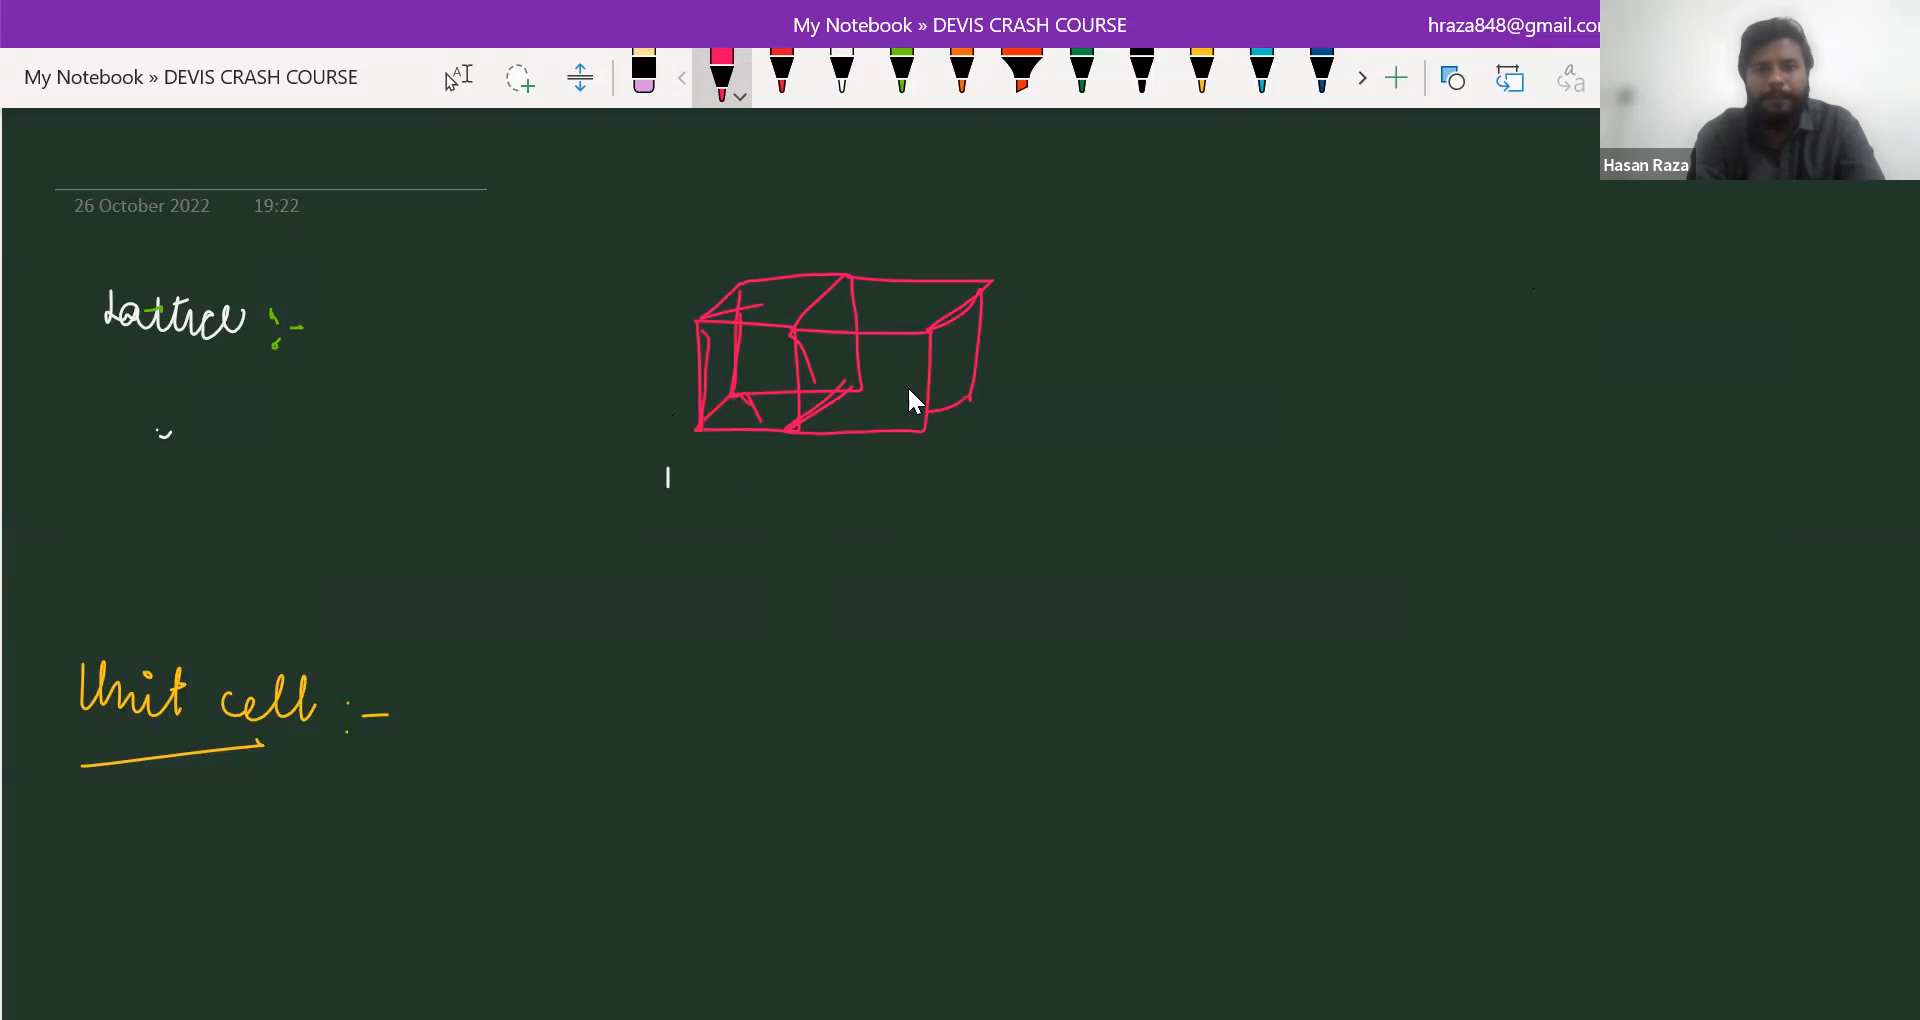 My Notebook » DEVIS CRASH COURSE
hraza848@gmail.co
My Notebook » DEVIS CRASH COURSE
Hasan Raza
26 October 2022 19:22
Lattice :-
Unit cell :-